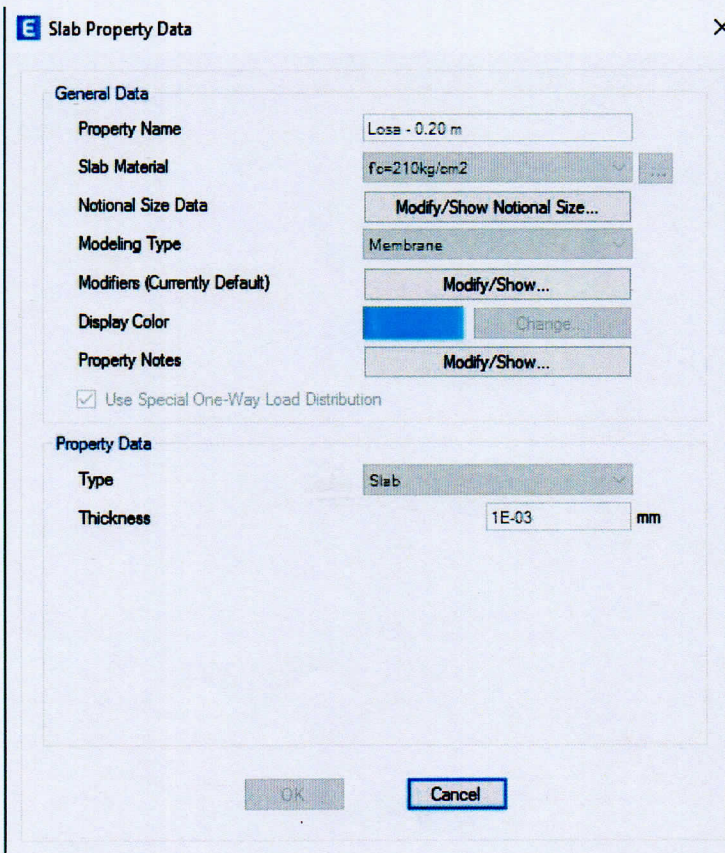 E Slab Property Data
General Data
Property Name Losa - 0.20 m
Slab Material f'c=210kg/cm2 ...
Notional Size Data Modify/Show Notional Size...
Modeling Type Membrane
Modifiers (Currently Default) Modify/Show...
Display Color Change...
Property Notes Modify/Show...
Use Special One-Way Load Distribution
Property Data
Type Slab
Thickness 1E-03 mm
OK Cancel